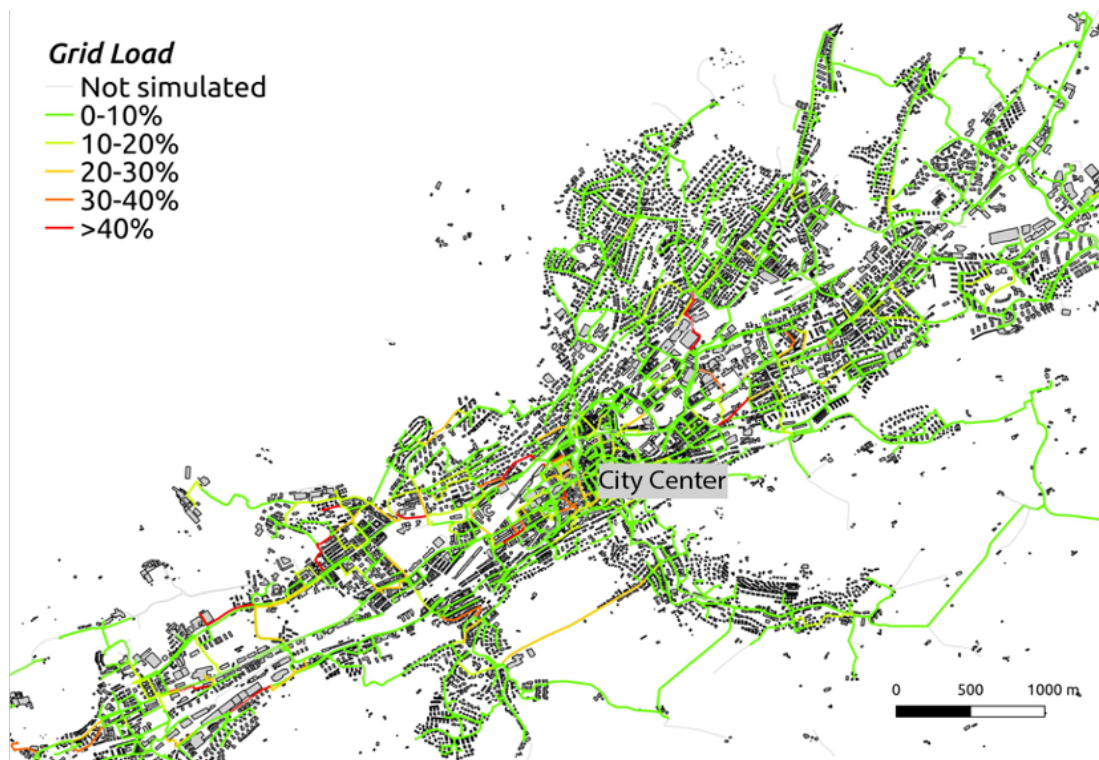 Grid Load
Not simulated
0-10%
10-20%
20-30%
30-40%
>40%
City Center
0 500 1000 m